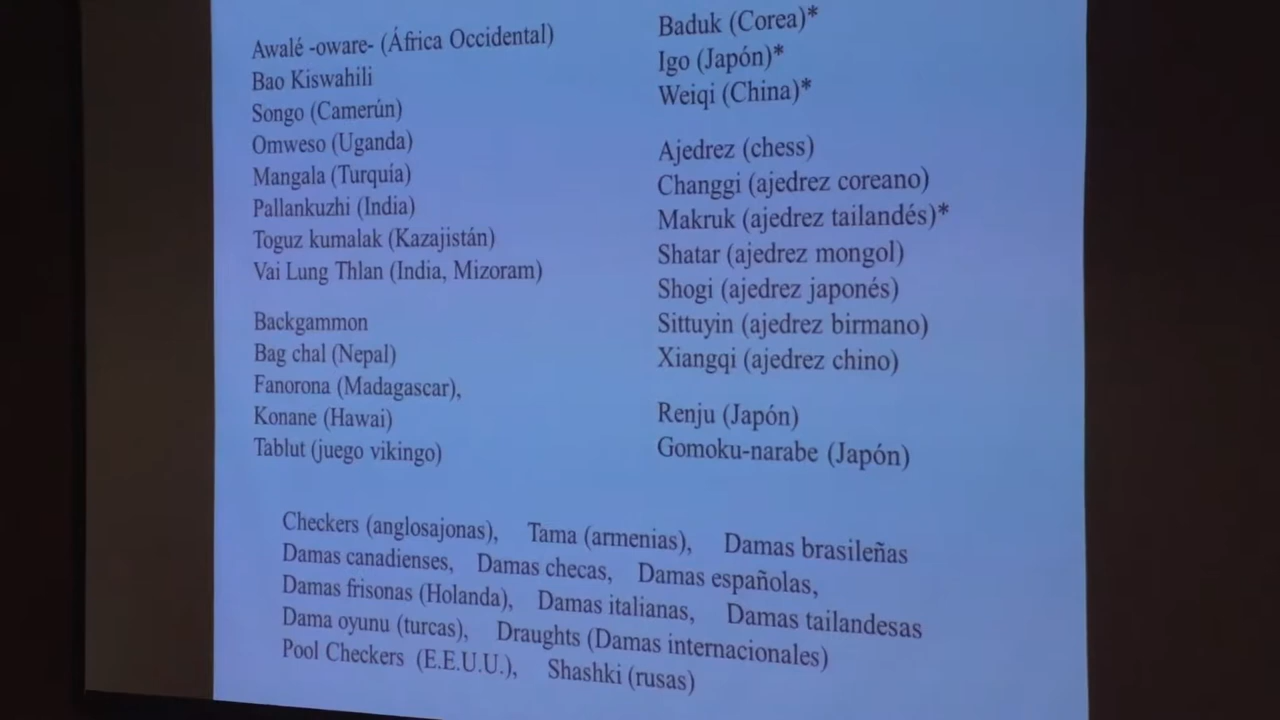 Awalé -oware- (África Occidental)
Bao Kiswahili
Songo (Camerún)
Omweso (Uganda)
Mangala (Turquía)
Pallankuzhi (India)
Toguz kumalak (Kazajistán)
Vai Lung Thlan (India, Mizoram)
Backgammon
Bag chal (Nepal)
Fanorona (Madagascar),
Konane (Hawai)
Tablut (juego vikingo)
Baduk (Corea)*
Igo (Japón)*
Weiqi (China)*
Ajedrez (chess)
Changgi (ajedrez coreano)
Makruk (ajedrez tailandés)*
Shatar (ajedrez mongol)
Shogi (ajedrez japonés)
Sittuyin (ajedrez birmano)
Xiangqi (ajedrez chino)
Renju (Japón)
Gomoku-narabe (Japón)
Checkers (anglosajonas), Tama (armenias), Damas brasileñas
Damas canadienses, Damas checas, Damas españolas,
Damas frisonas (Holanda), Damas italianas, Damas tailandesas
Dama oyunu (turcas), Draughts (Damas internacionales)
Pool Checkers (E.E.U.U.), Shashki (rusas)